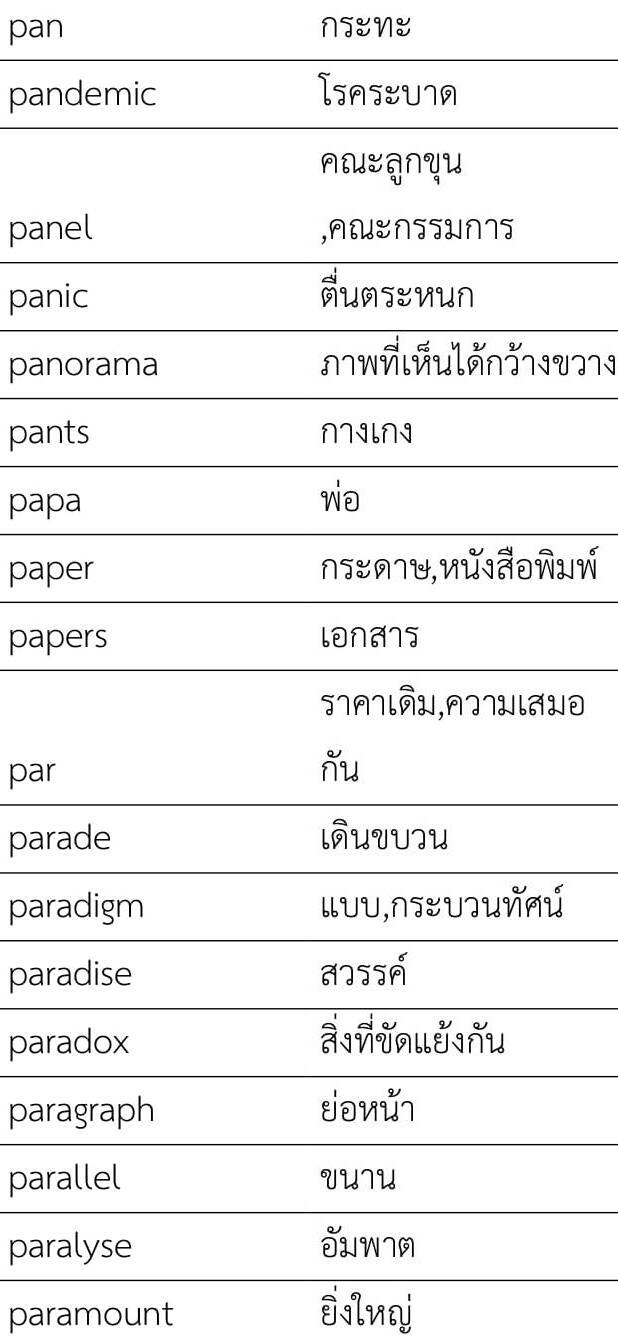 pan กระทะ
pandemic โรคระบาด
คณะลูกขุน
panel ,คณะกรรมการ
panic ตื่นตระหนก
panorama ภาพที่เห็นได้กว้างขวาง
pants กางเกง
papa พ่อ
paper กระดาษ,หนังสือพิมพ์
papers เอกสาร
ราคาเดิม,ความเสมอ
par กัน
parade เดินขบวน
paradigm แบบ,กระบวนทัศน์
paradise สวรรค์
paradox สิ่งที่ขัดแย้งกัน
paragraph ย่อหน้า
parallel ขนาน
paralyse อัมพาต
paramount ยิ่งใหญ่